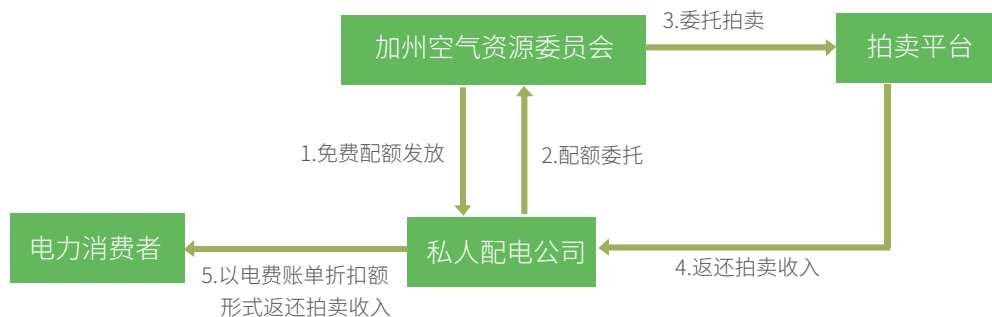 3.委托拍卖
加州空气资源委员会
拍卖平台
1.免费配额发放
2.配额委托
电力消费者
私人配电公司
4.返还拍卖收入
5.以电费账单折扣额
形式返还拍卖收入